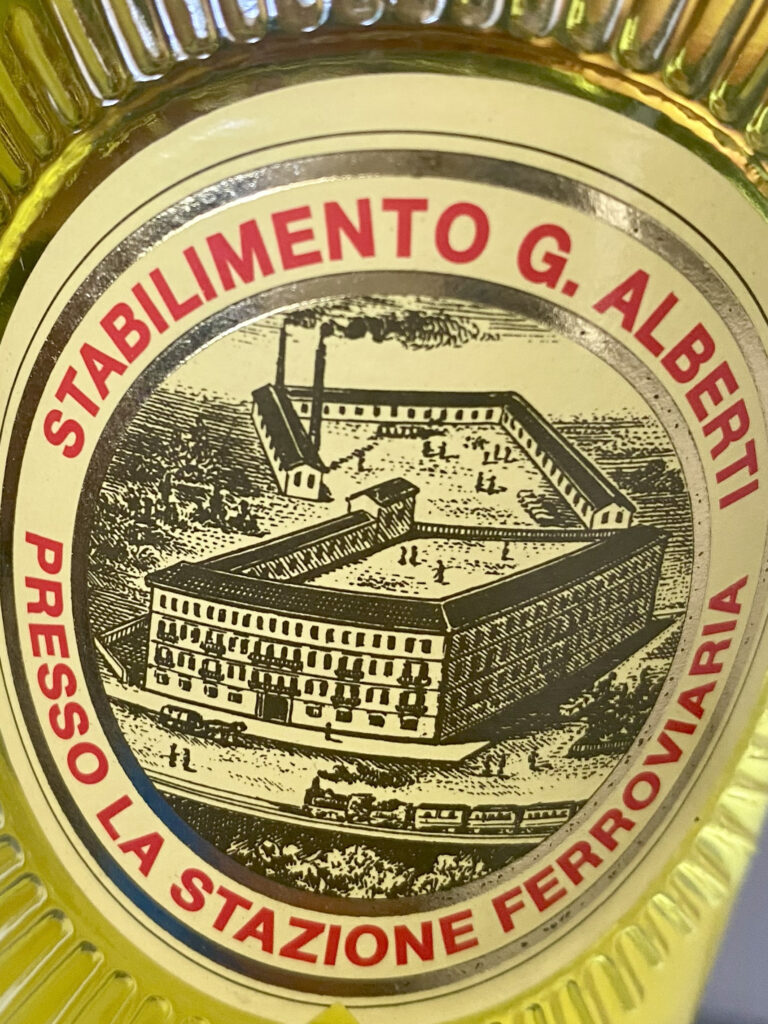 STABILIMENTO G. ALBERTI
PRESSO LA STAZIONE FERROVIARIA